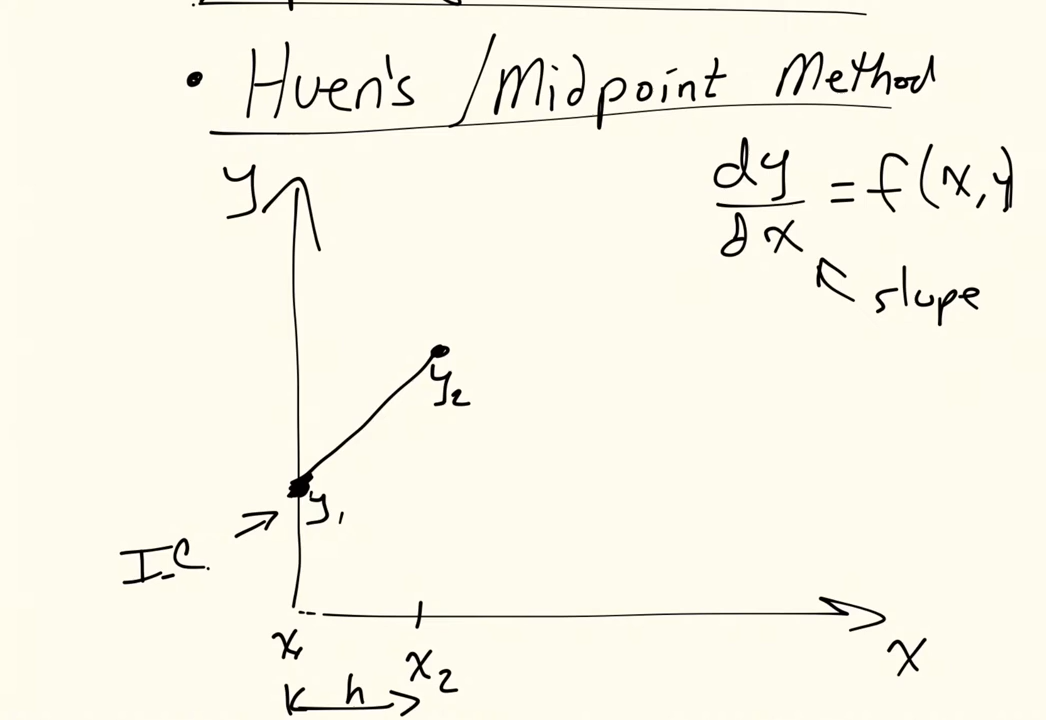 • Huen's / Midpoint Method
y
dy/dx = f(x,y)
slope
y₂
y₁
I.C.
x₁
x₂
x
h